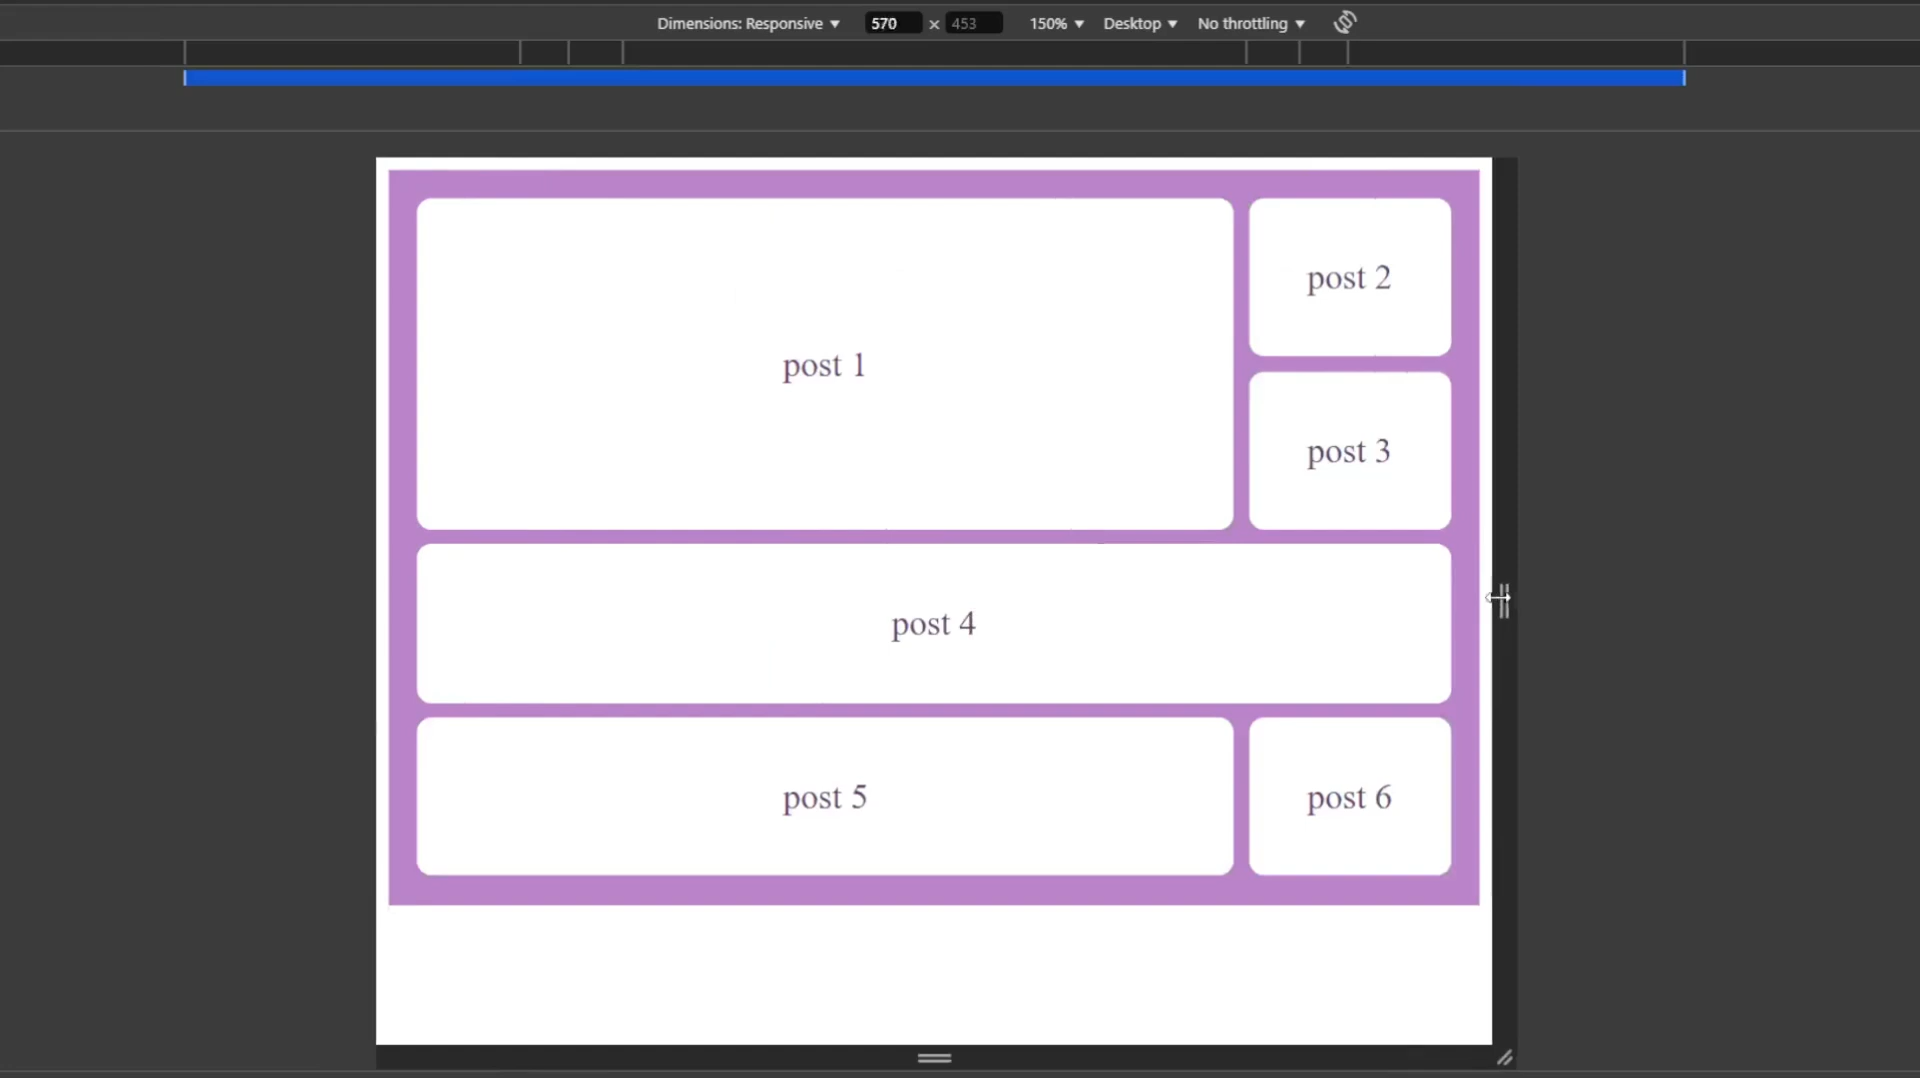 Dimensions: Responsive 570 × 453 150% Desktop No throttling
post 1
post 2
post 3
post 4
post 5
post 6